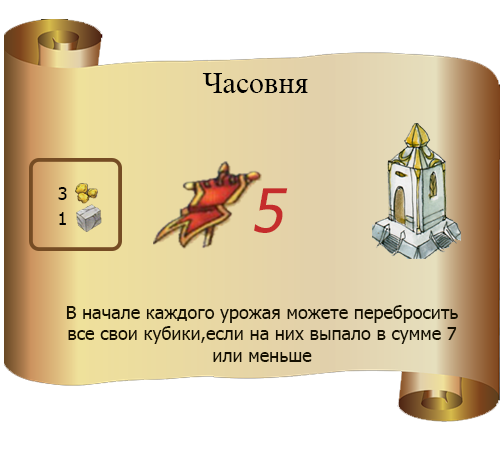 Часовня
3
1
5
В начале каждого урожая можете перебросить
все свои кубики,если на них выпало в сумме 7
или меньше